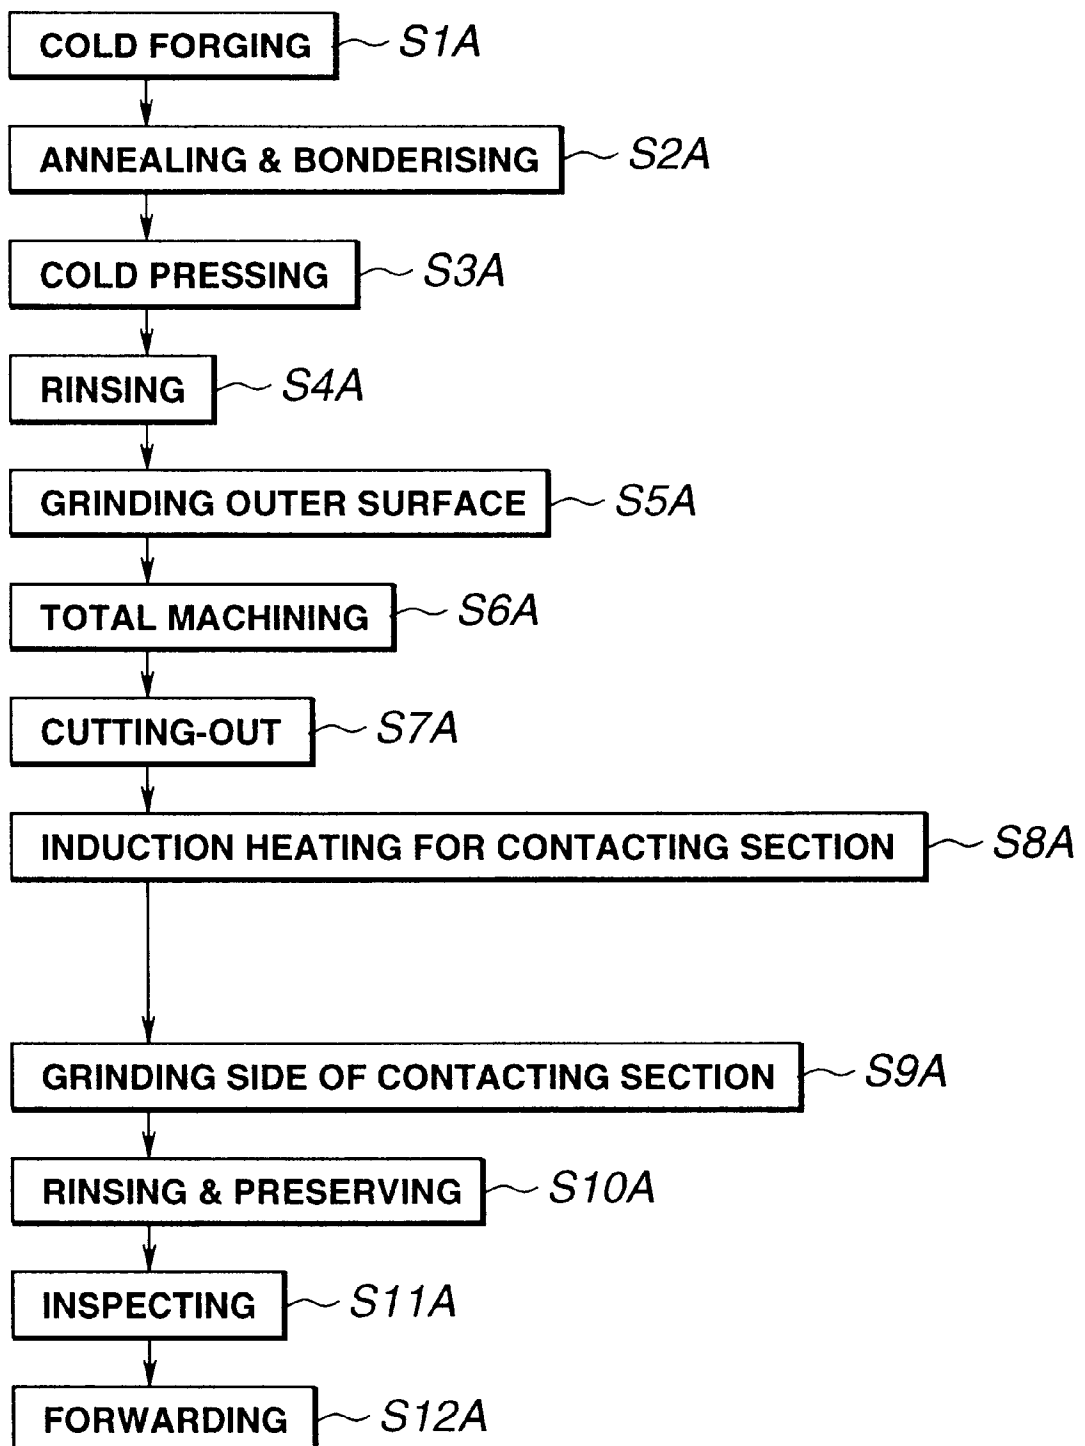 COLD FORGING S1A
ANNEALING & BONDERISING S2A
COLD PRESSING S3A
RINSING S4A
GRINDING OUTER SURFACE S5A
TOTAL MACHINING S6A
CUTTING-OUT S7A
INDUCTION HEATING FOR CONTACTING SECTION S8A
GRINDING SIDE OF CONTACTING SECTION S9A
RINSING & PRESERVING S10A
INSPECTING S11A
FORWARDING S12A